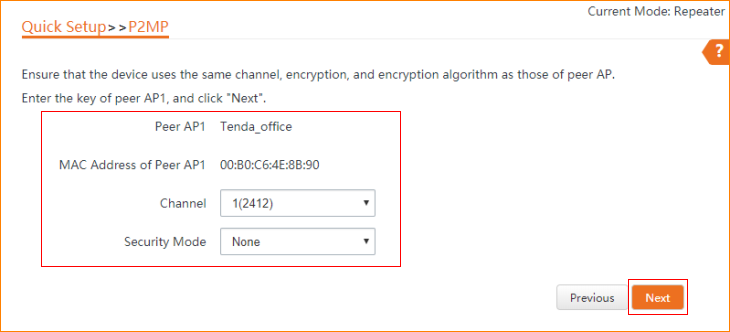 Current Mode: Repeater
Quick Setup>>P2MP
?
Ensure that the device uses the same channel, encryption, and encryption algorithm as those of peer AP.
Enter the key of peer AP1, and click "Next".
Peer AP1 Tenda_office
MAC Address of Peer AP1 00:B0:C6:4E:8B:90
Channel 1(2412)
Security Mode None
Previous Next